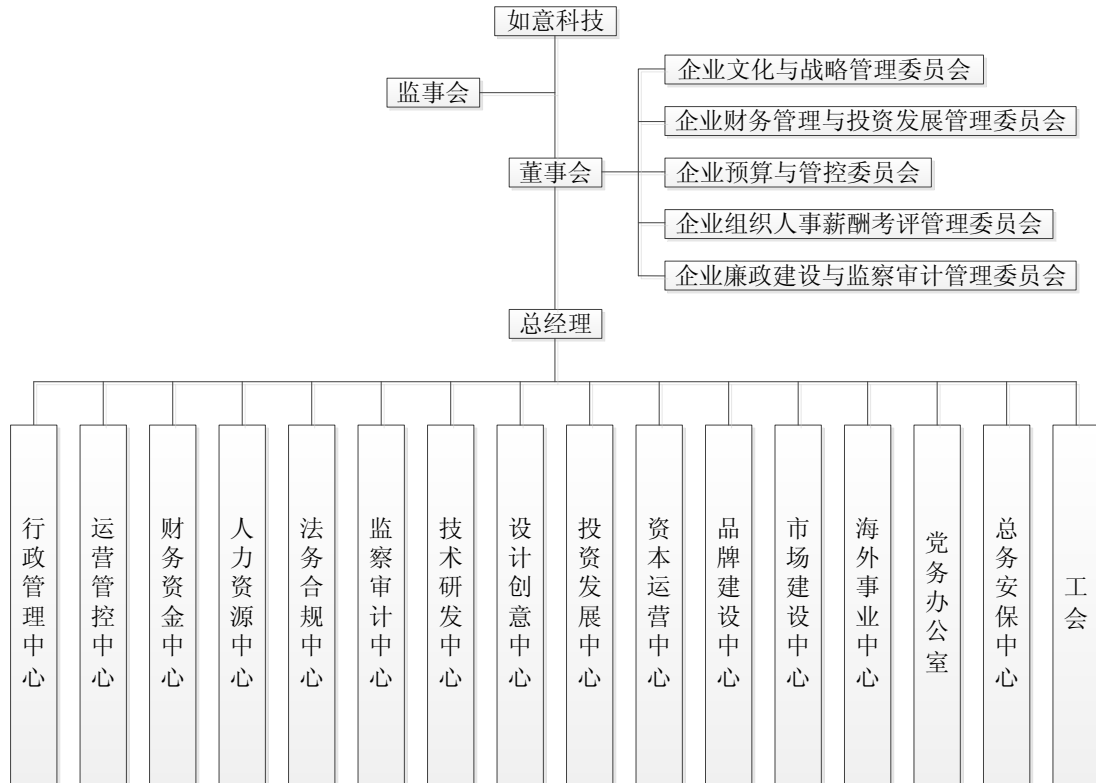 如意科技
监事会
企业文化与战略管理委员会
企业财务管理与投资发展管理委员会
董事会
企业预算与管控委员会
企业组织人事薪酬考评管理委员会
企业廉政建设与监察审计管理委员会
总经理
行政管理中心
运营管控中心
财务资金中心
人力资源中心
法务合规中心
监察审计中心
技术研发中心
设计创意中心
投资发展中心
资本运营中心
品牌建设中心
市场建设中心
海外事业中心
党务办公室
总务安保中心
工会